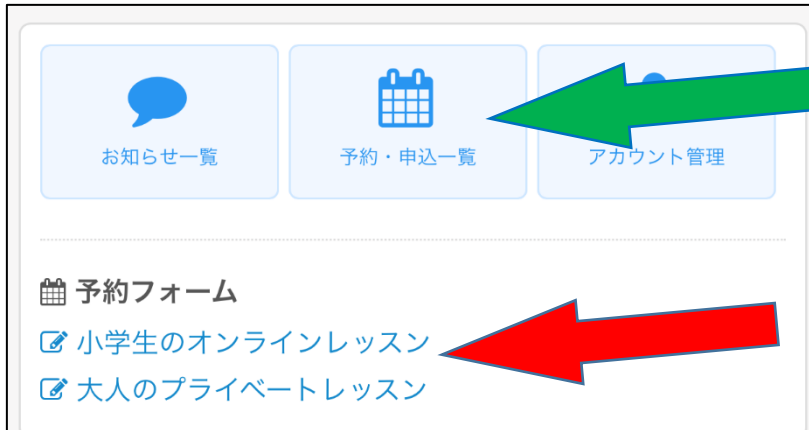 お知らせ一覧
予約・申込一覧
アカウント管理
予約フォーム
小学生のオンラインレッスン
大人のプライベートレッスン